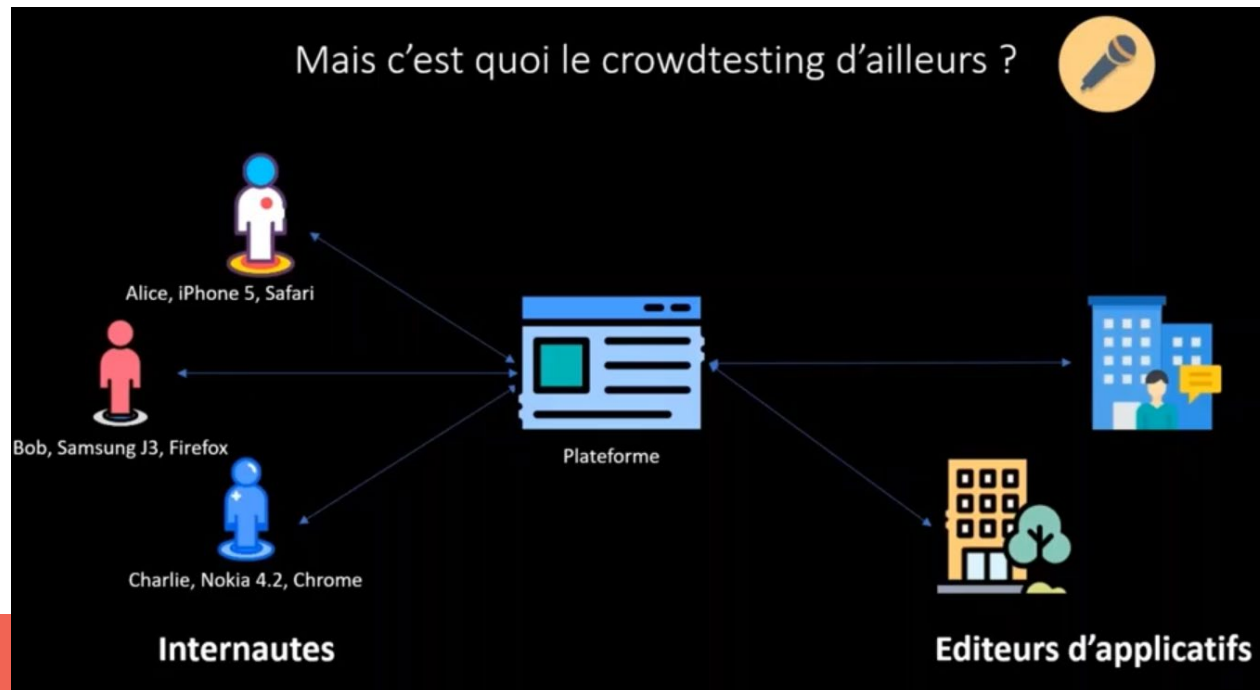 Mais c'est quoi le crowdtesting d'ailleurs ?
Alice, iPhone 5, Safari
Bob, Samsung J3, Firefox
Plateforme
Charlie, Nokia 4.2, Chrome
Internautes
Editeurs d'applicatifs